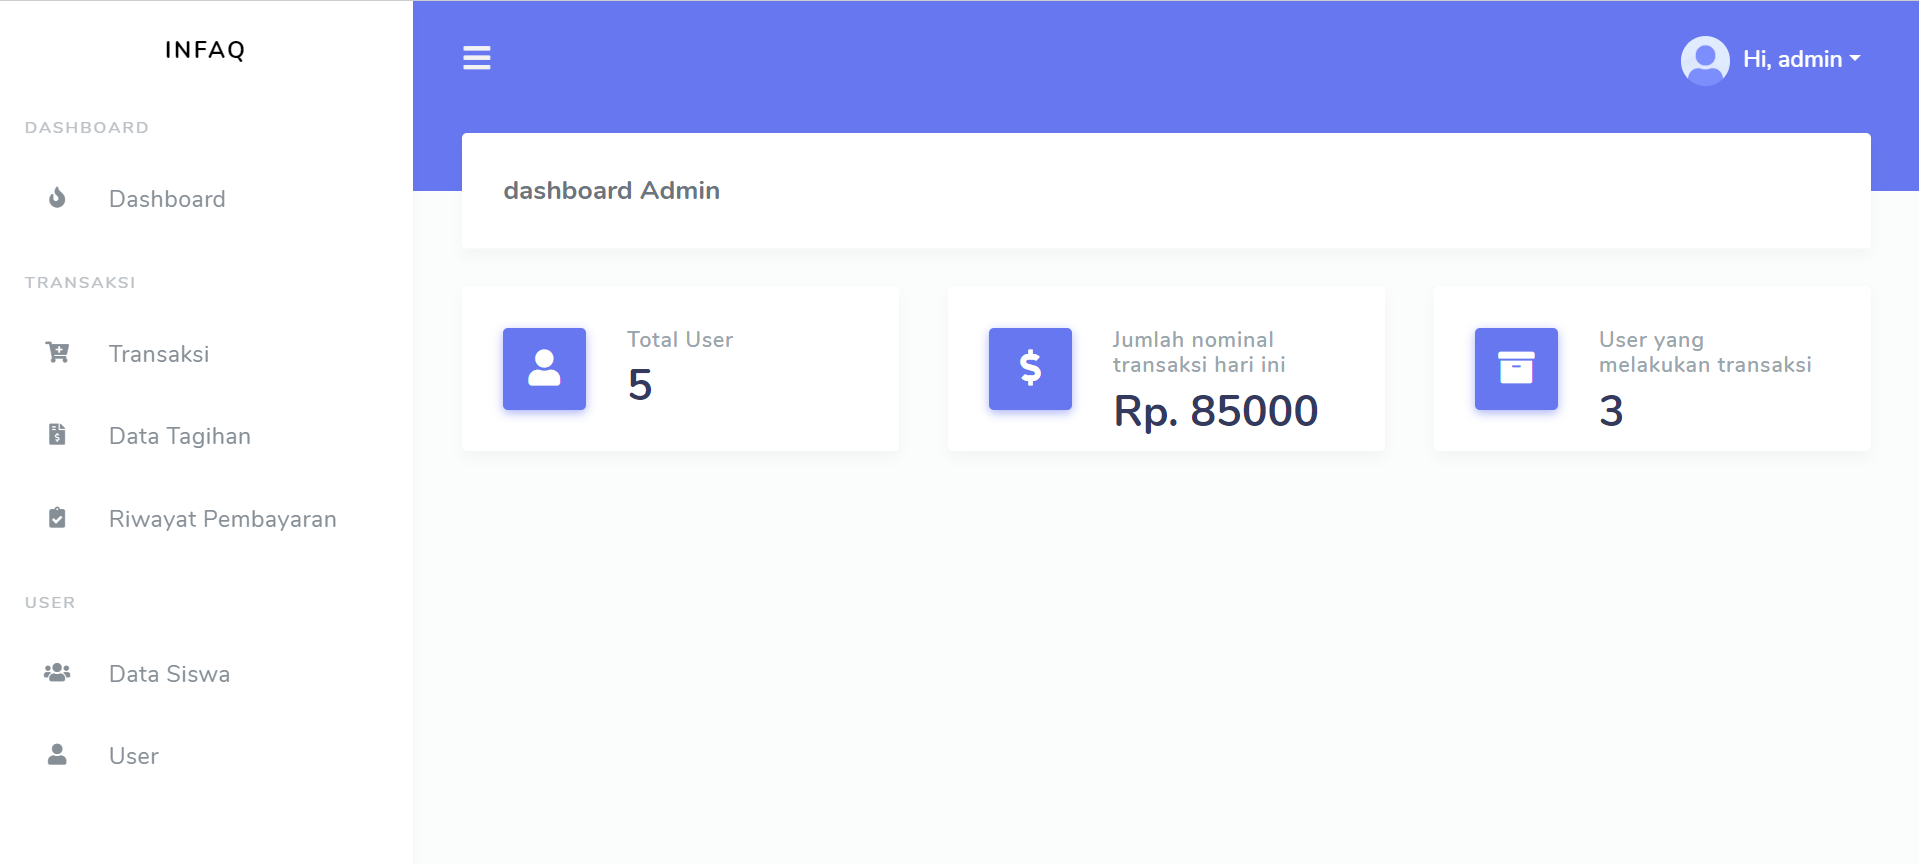 INFAQ
DASHBOARD
Dashboard
TRANSAKSI
Transaksi
Data Tagihan
Riwayat Pembayaran
USER
Data Siswa
User
Hi, admin
dashboard Admin
Total User
5
Jumlah nominal
transaksi hari ini
Rp. 85000
User yang
melakukan transaksi
3